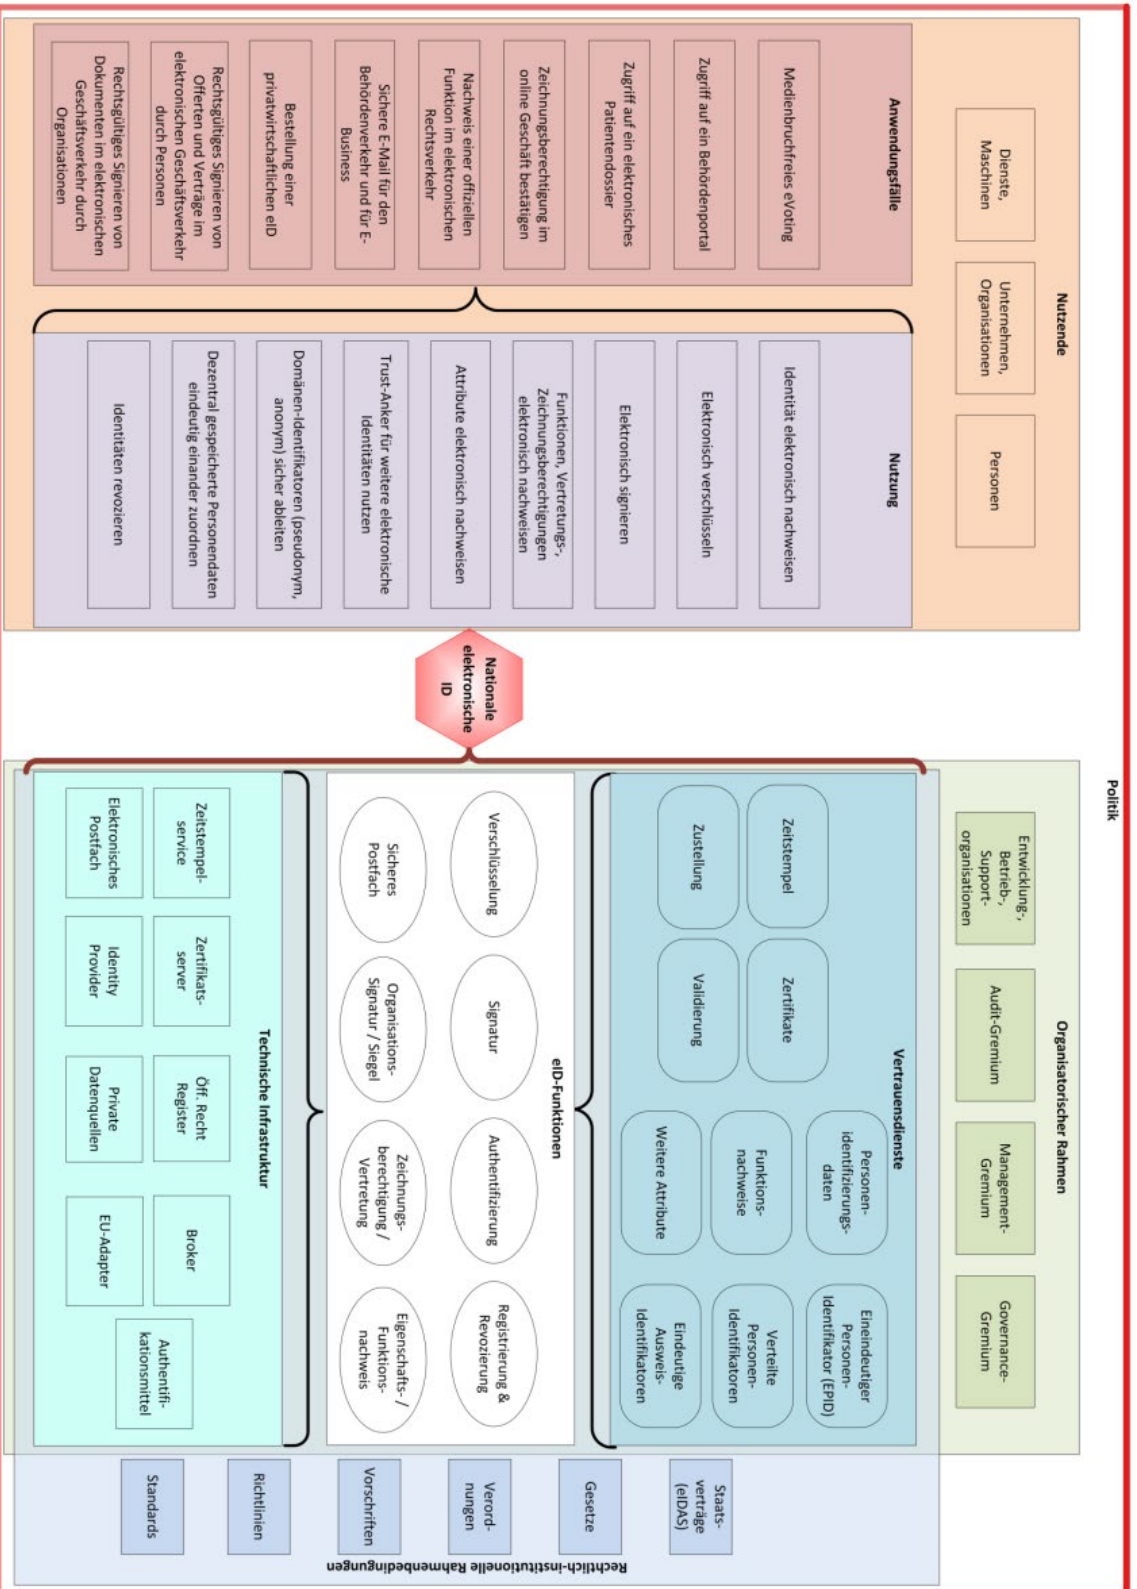 Politik
Nutzende
Dienste,
Maschinen
Unternehmen,
Organisationen
Personen
Anwendungsfälle
Medienbruchfreies eVoting
Zugriff auf ein Behördenportal
Zugriff auf ein elektronisches
Patientendossier
Zeichnungsberechtigung im
online Geschäft bestätigen
Nachweis einer offiziellen
Funktion im elektronischen
Rechtsverkehr
Sichere E-Mail für den
Behördenverkehr und für E-
Business
Bestellung einer
privatwirtschaftlichen eID
Rechtsgültiges Signieren von
Offerten und Verträge im
elektronischen Geschäftsverkehr
durch Personen
Rechtsgültiges Signieren von
Dokumenten im elektronischen
Geschäftsverkehr durch
Organisationen
Nutzung
Identität elektronisch nachweisen
Elektronisch verschlüsseln
Elektronisch signieren
Funktionen, Vertretungs-,
Zeichnungsberechtigungen
elektronisch nachweisen
Attribute elektronisch nachweisen
Trust-Anker für weitere elektronische
Identitäten nutzen
Domänen-Identifikatoren (pseudonym,
anonym) sicher ableiten
Dezentral gespeicherte Personendaten
eindeutig einander zuordnen
Identitäten revozieren
Nationale
elektronische
ID
Organisatorischer Rahmen
Entwicklung-,
Betrieb-,
Support-
organisationen
Audit-Gremium
Management-
Gremium
Governance-
Gremium
Vertrauensdienste
Zeitstempel
Zertifikate
Zustellung
Validierung
Personen-
identifizierungs-
daten
Funktions-
nachweise
Weitere Attribute
Eineindeutiger
Personen-
Identifikator (EPID)
Verteilte
Personen-
Identifikatoren
Eindeutige
Ausweis-
Identifikatoren
eID-Funktionen
Verschlüsselung
Signatur
Authentifizierung
Registrierung &
Revozierung
Sicheres
Postfach
Organisations-
Signatur / Siegel
Zeichnungs-
berechtigung /
Vertretung
Eigenschafts- /
Funktions-
nachweis
Technische Infrastruktur
Zeitstempel-
service
Zertifikats-
server
Öff. Recht
Register
Broker
Authentifi-
kationsmittel
Elektronisches
Postfach
Identity
Provider
Private
Datenquellen
EU-Adapter
Staats-
verträge
(eIDAS)
Gesetze
Verord-
nungen
Vorschriften
Richtlinien
Standards
Rechtlich-institutitionelle Rahmenbedingungen